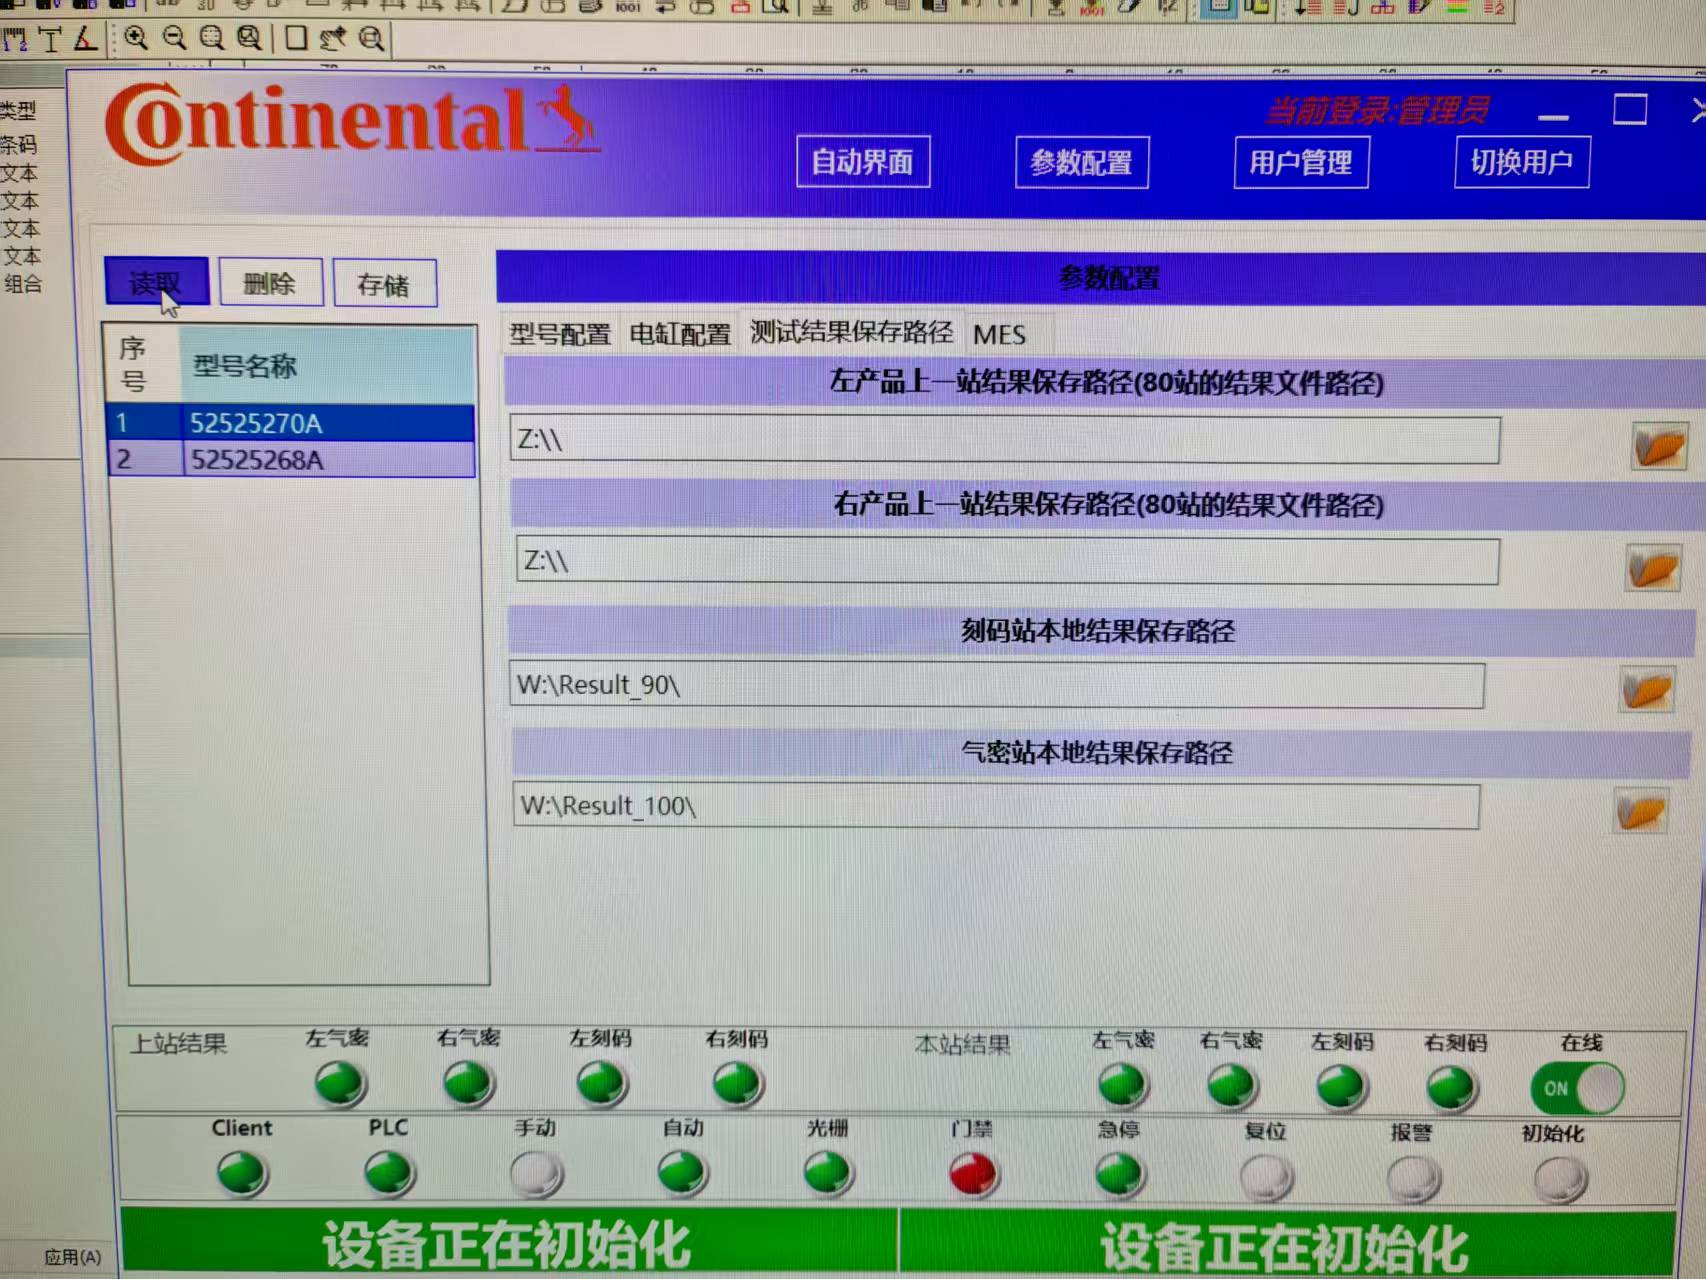 Continental
当前登录:管理员
自动界面 参数配置 用户管理 切换用户
类型
条码
文本
文本
文本
文本
组合
读取 删除 存储
序号 型号名称
1 52525270A
2 52525268A
参数配置
型号配置 电缸配置 测试结果保存路径 MES
左产品上一站结果保存路径(80站的结果文件路径)
Z:\\
右产品上一站结果保存路径(80站的结果文件路径)
Z:\\
刻码站本地结果保存路径
W:\Result_90\
气密站本地结果保存路径
W:\Result_100\
上站结果 左气密 右气密 左刻码 右刻码 本站结果 左气密 右气密 左刻码 右刻码 在线
ON
Client PLC 手动 自动 光栅 门禁 急停 复位 报警 初始化
设备正在初始化 设备正在初始化
应用(A)